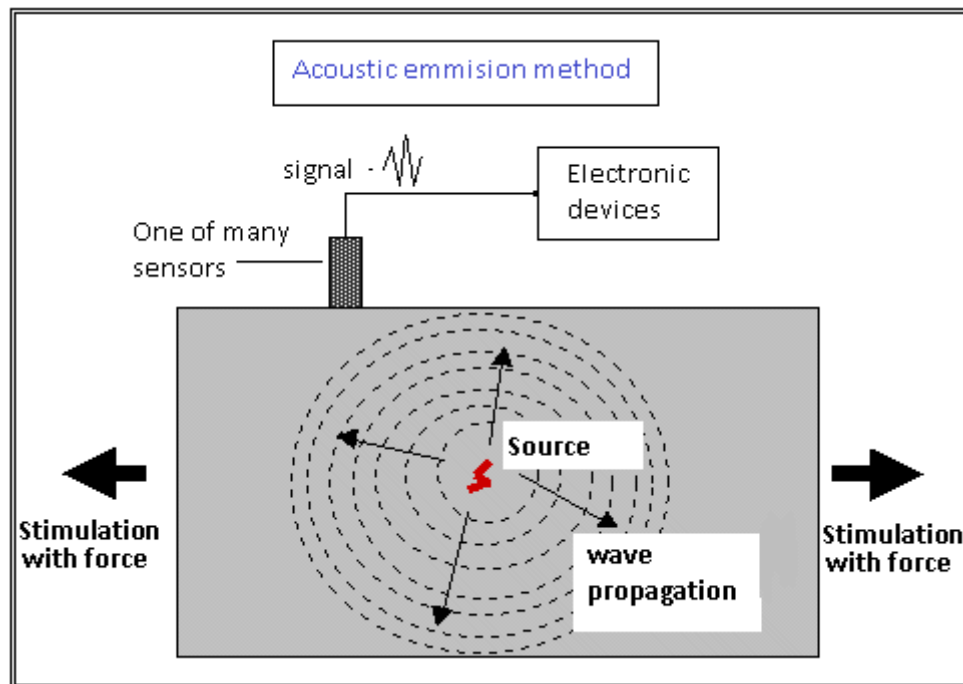 Acoustic emmision method
signal -
Electronic
devices
One of many
sensors
Source
Stimulation
with force
wave
propagation
Stimulation
with force